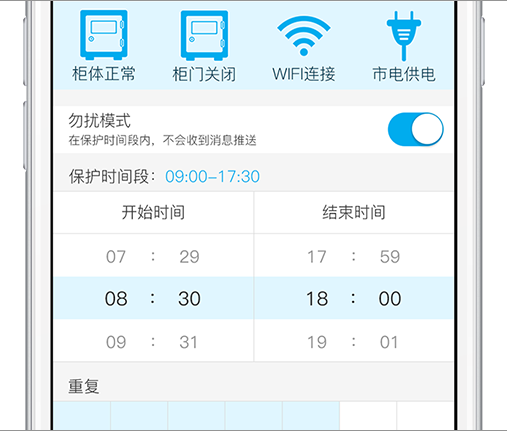 柜体正常 柜门关闭 WIFI连接 市电供电
勿扰模式
在保护时间段内，不会收到消息推送
保护时间段：09:00-17:30
开始时间 结束时间
07 : 29 17 : 59
08 : 30 18 : 00
09 : 31 19 : 01
重复